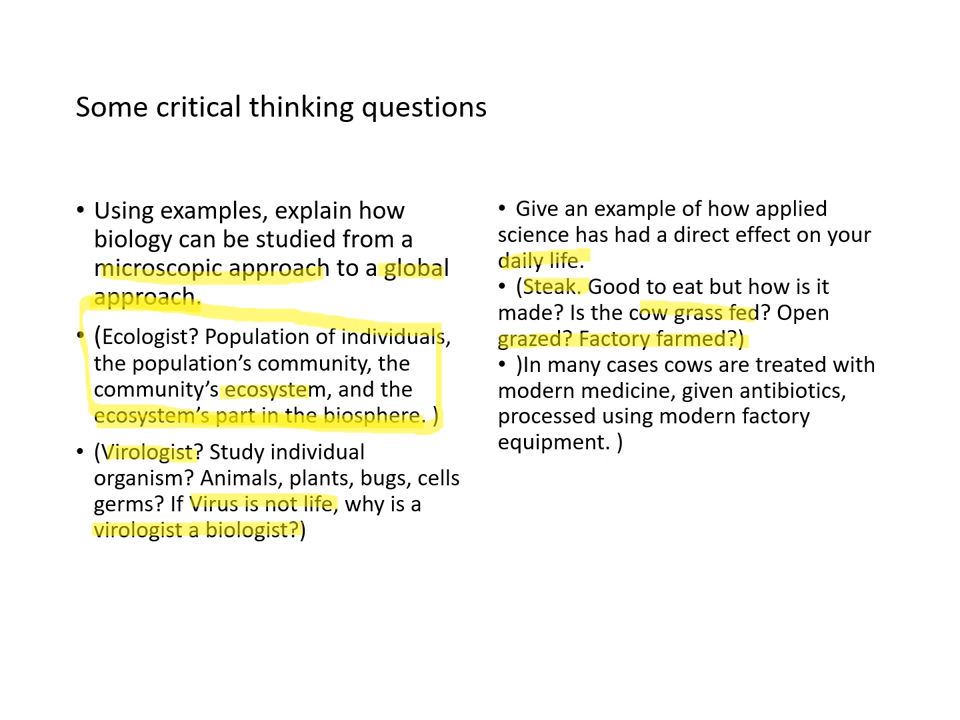 Some critical thinking questions
• Using examples, explain how
biology can be studied from a
microscopic approach to a global
approach.
• (Ecologist? Population of individuals,
the population's community, the
community's ecosystem, and the
ecosystem's part in the biosphere. )
• (Virologist? Study individual
organism? Animals, plants, bugs, cells
germs? If Virus is not life, why is a
virologist a biologist?)
• Give an example of how applied
science has had a direct effect on your
daily life.
• (Steak. Good to eat but how is it
made? Is the cow grass fed? Open
grazed? Factory farmed?)
• )In many cases cows are treated with
modern medicine, given antibiotics,
processed using modern factory
equipment. )